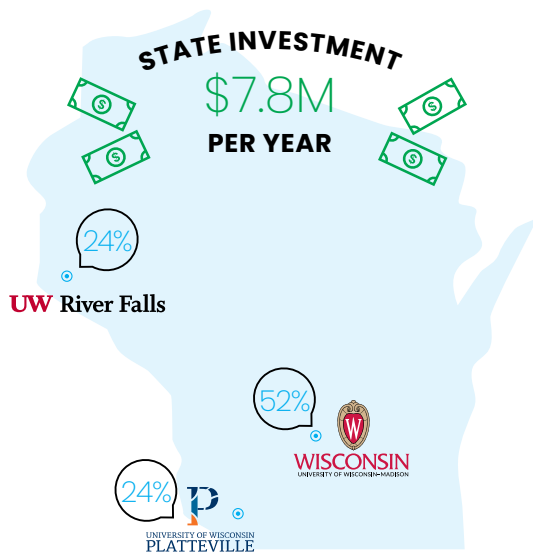 STATE INVESTMENT
$7.8M
PER YEAR
$
$
$
$
24%
UW River Falls
52%
W
WISCONSIN
UNIVERSITY OF WISCONSIN–MADISON
24%
P
UNIVERSITY OF WISCONSIN
PLATTEVILLE